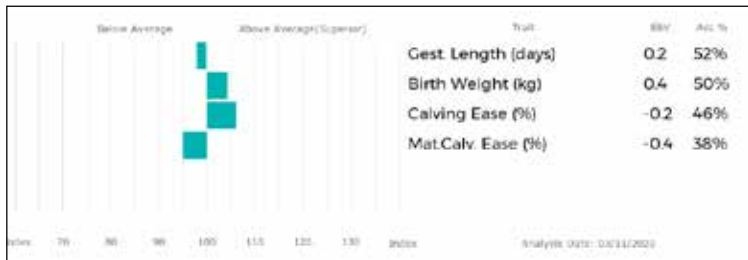 Below Average Above Average(Superior) Trait EBV Acc %
Gest. Length (days) 0.2 52%
Birth Weight (kg) 0.4 50%
Calving Ease (%) -0.2 46%
Mat.Calv. Ease (%) -0.4 38%
Index 70 80 90 100 110 120 130 Index Analysis Date: